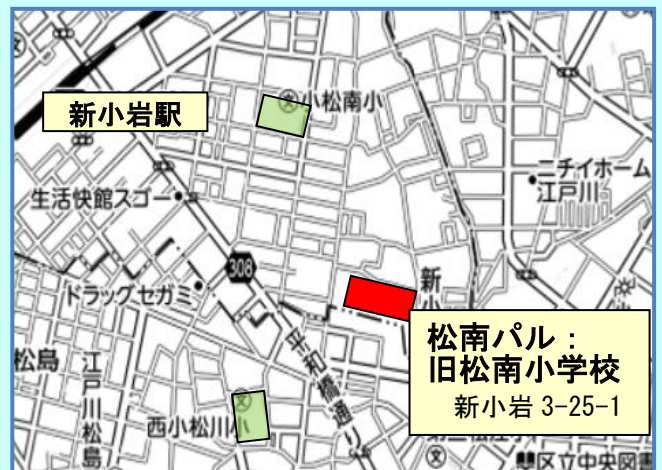 小松南小
新小岩駅
ニチイホーム
江戸川
生活快館スゴー
308
ドラッグセガミ
新小
松南パル：
旧松南小学校
新小岩 3-25-1
平和橋通り
松島
江戸川松島
西小松川小
区立中央図書